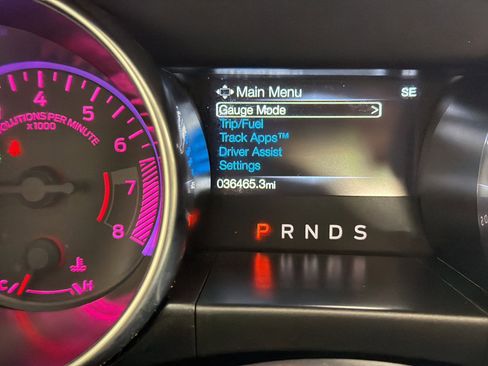 Main Menu SE
Gauge Mode >
Trip/Fuel
Track Apps™
Driver Assist
Settings
036465.3mi
P R N D S
4 5 6 7 8
REVOLUTIONS PER MINUTE
X1000
C H
20